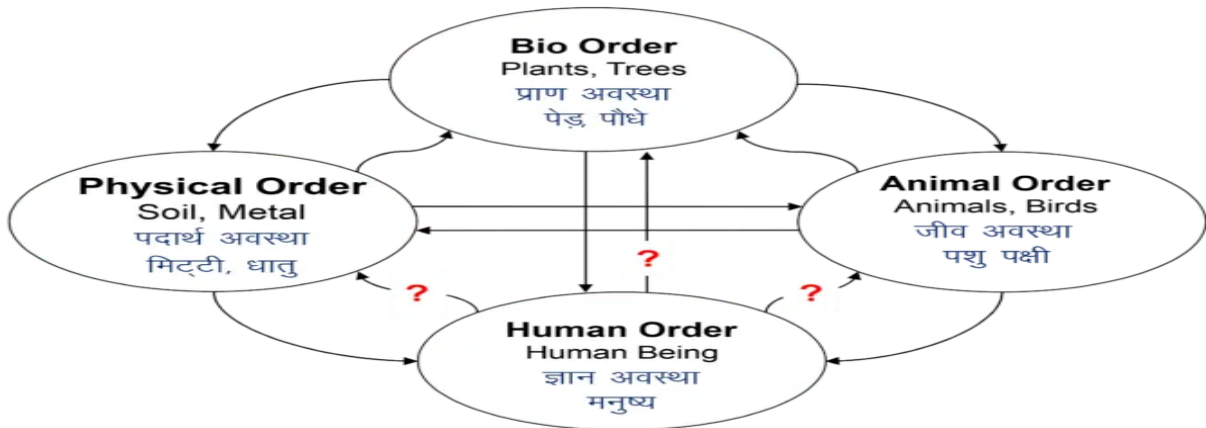 Bio Order
Plants, Trees
प्राण अवस्था
पेड़, पौधे
Physical Order
Soil, Metal
पदार्थ अवस्था
मिट्टी, धातु
Animal Order
Animals, Birds
जीव अवस्था
पशु पक्षी
?
?
?
Human Order
Human Being
ज्ञान अवस्था
मनुष्य